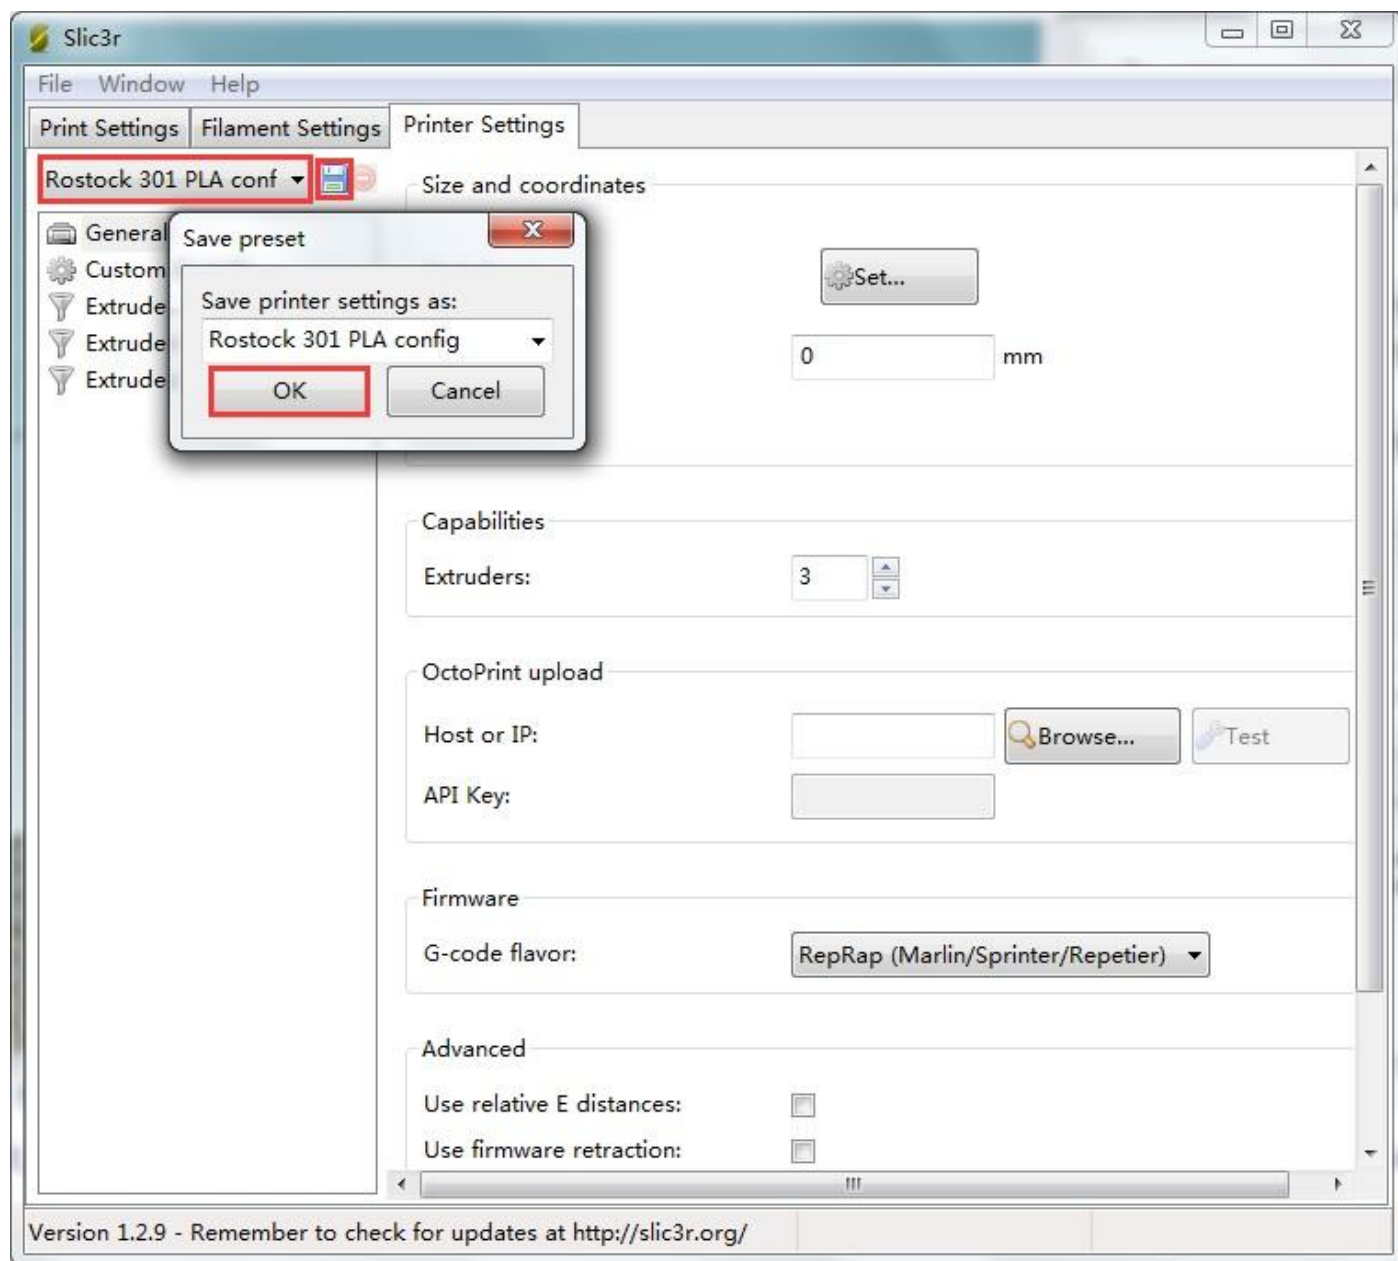 Slic3r
File Window Help
Print Settings Filament Settings Printer Settings
Rostock 301 PLA conf
Size and coordinates
General
Save preset
Custom
Set...
Extrude
Save printer settings as:
Extrude
Rostock 301 PLA config
0 mm
Extrude
OK Cancel
Capabilities
Extruders: 3
OctoPrint upload
Host or IP: Browse... Test
API Key:
Firmware
G-code flavor: RepRap (Marlin/Sprinter/Repetier)
Advanced
Use relative E distances:
Use firmware retraction:
Version 1.2.9 - Remember to check for updates at http://slic3r.org/